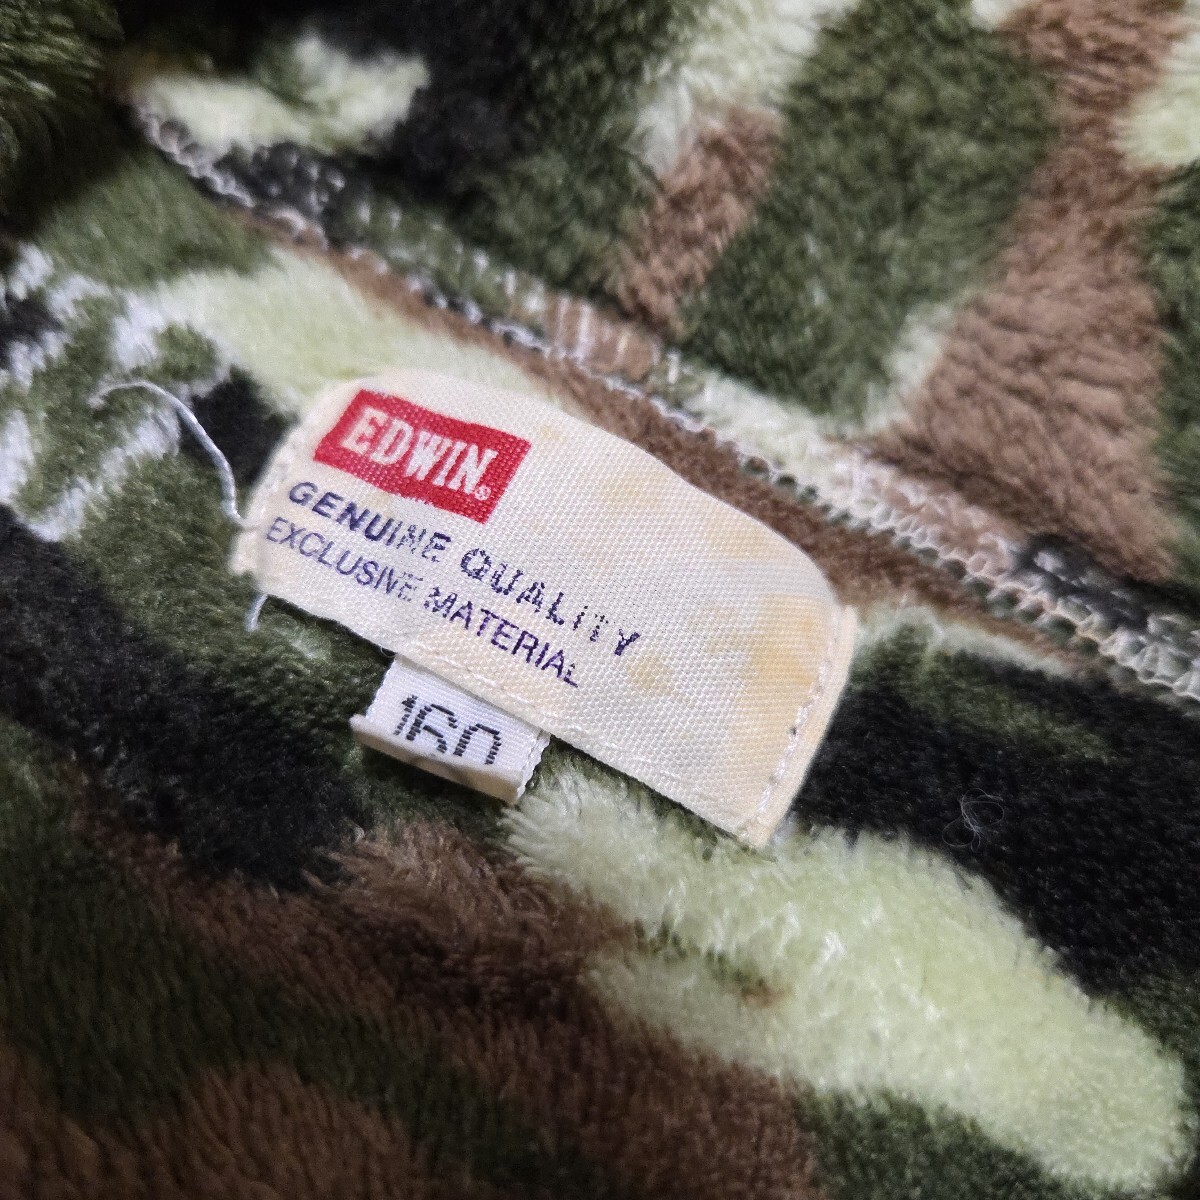 EDWIN®
GENUINE QUALITY
EXCLUSIVE MATERIAL
160